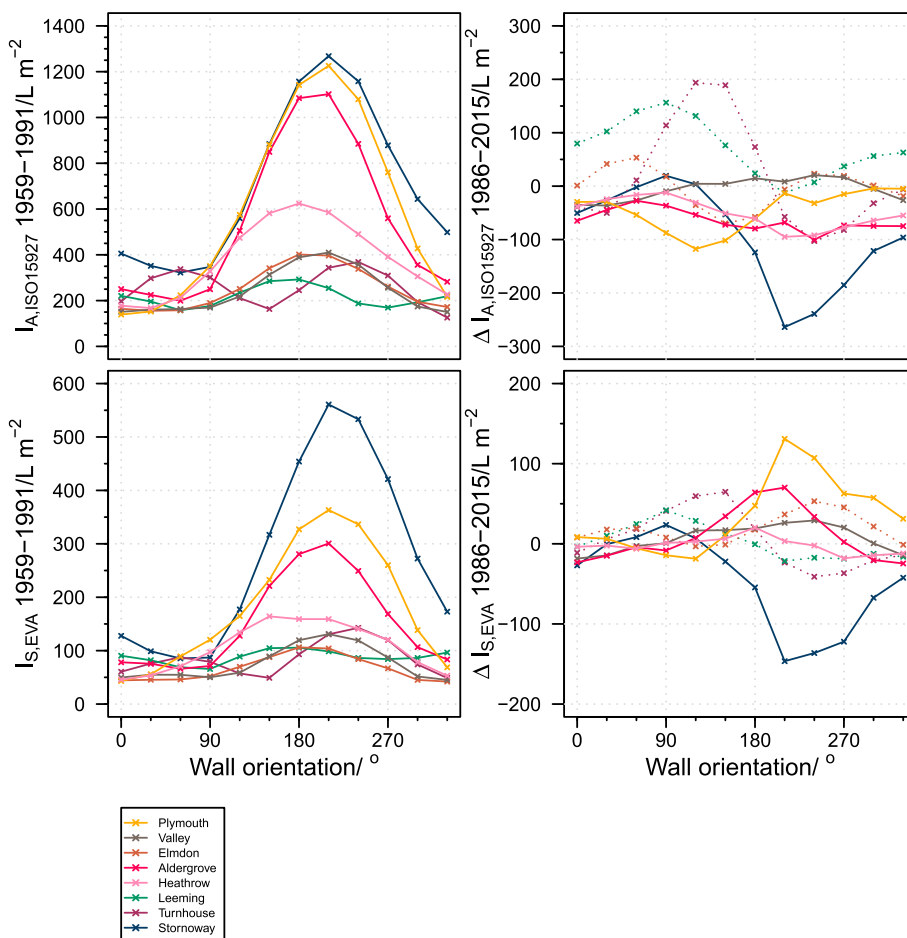 I_A,ISO15927 1959−1991/L m⁻²
1400
1200
1000
800
600
400
200
0
Δ I_A,ISO15927 1986−2015/L m⁻²
300
200
100
0
−100
−200
−300
I_S,EVA 1959−1991/L m⁻²
600
500
400
300
200
100
0
0 90 180 270
Wall orientation/ °
Δ I_S,EVA 1986−2015/L m⁻²
200
100
0
−100
−200
0 90 180 270
Wall orientation/ °
Plymouth
Valley
Elmdon
Aldergrove
Heathrow
Leeming
Turnhouse
Stornoway